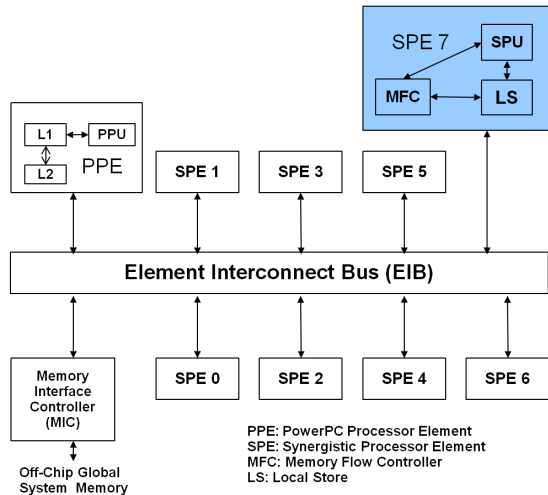 SPE 7
SPU
MFC
LS
L1
PPU
L2
PPE
SPE 1
SPE 3
SPE 5
Element Interconnect Bus (EIB)
Memory
Interface
Controller
(MIC)
SPE 0
SPE 2
SPE 4
SPE 6
Off-Chip Global
System Memory
PPE: PowerPC Processor Element
SPE: Synergistic Processor Element
MFC: Memory Flow Controller
LS: Local Store